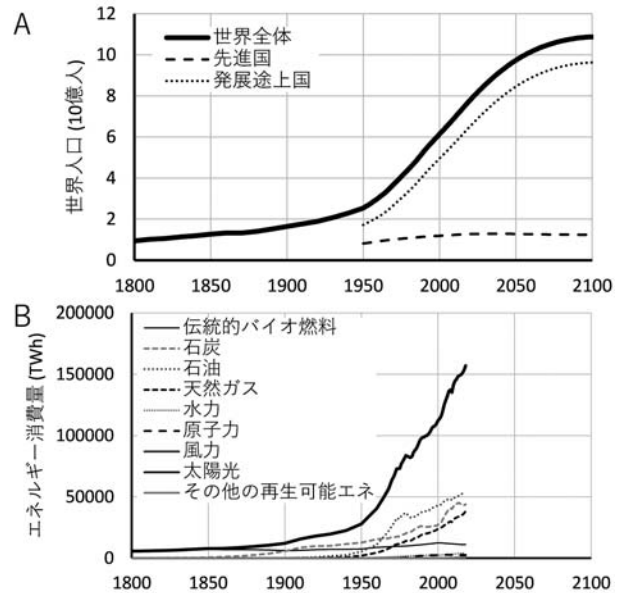 A
世界人口 (10億人)
12
10
8
6
4
2
0
世界全体
先進国
発展途上国
1800 1850 1900 1950 2000 2050 2100
B
エネルギー消費量 (TWh)
200000
150000
100000
50000
0
伝統的バイオ燃料
石炭
石油
天然ガス
水力
原子力
風力
太陽光
その他の再生可能エネ
1800 1850 1900 1950 2000 2050 2100